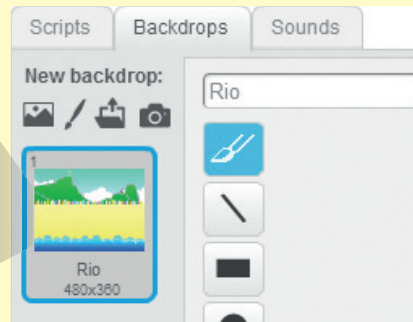 Scripts Backdrops Sounds
New backdrop:
Rio
1
Rio
480x360